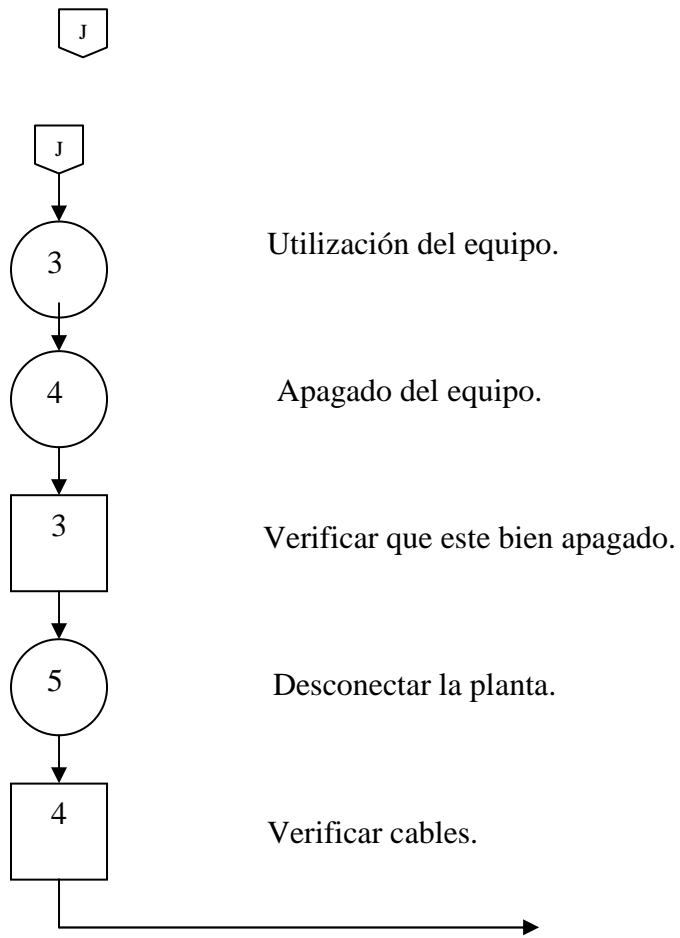 J
J
3 Utilización del equipo.
4 Apagado del equipo.
3 Verificar que este bien apagado.
5 Desconectar la planta.
4 Verificar cables.